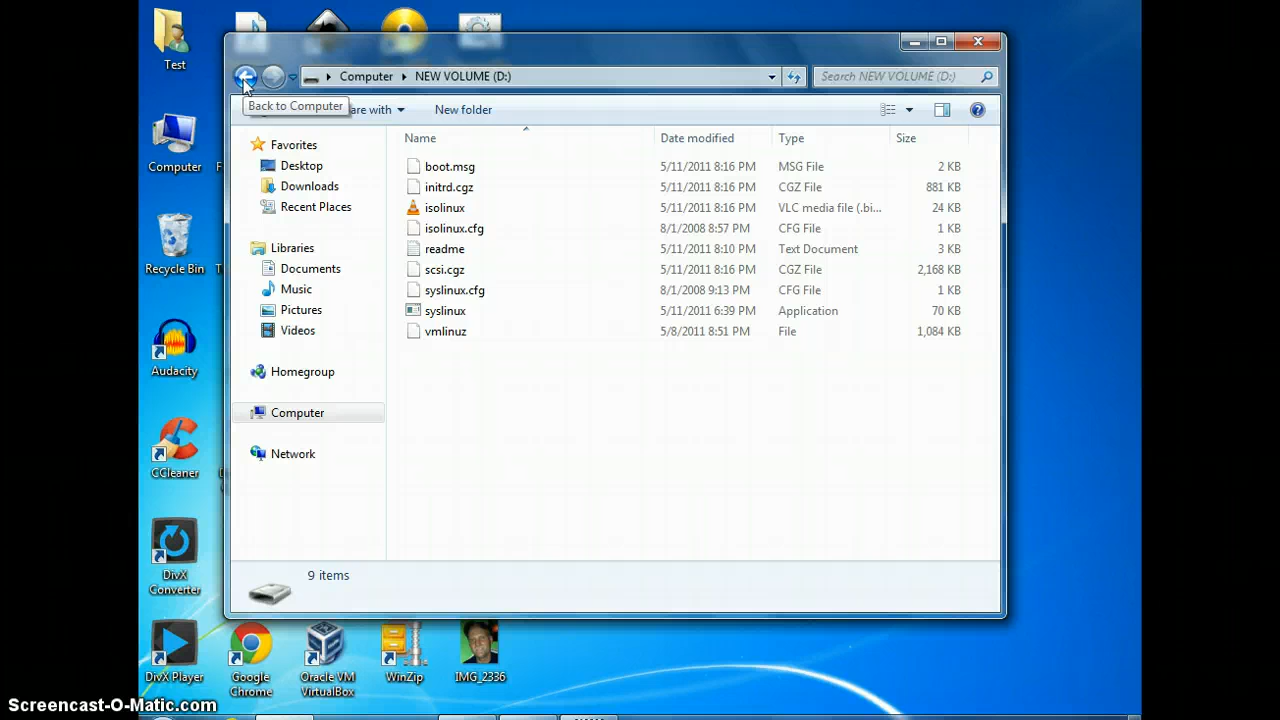 Test
Computer
NEW VOLUME (D:)
Search NEW VOLUME (D:)
Back to Computer
are with
New folder
Name
Date modified
Type
Size
Favorites
Desktop
Downloads
Recent Places
Libraries
Documents
Music
Pictures
Videos
Homegroup
Computer
Network
boot.msg 5/11/2011 8:16 PM MSG File 2 KB
initrd.cgz 5/11/2011 8:16 PM CGZ File 881 KB
isolinux 5/11/2011 8:16 PM VLC media file (.bi... 24 KB
isolinux.cfg 8/1/2008 8:57 PM CFG File 1 KB
readme 5/11/2011 8:10 PM Text Document 3 KB
scsi.cgz 5/11/2011 8:16 PM CGZ File 2,168 KB
syslinux.cfg 8/1/2008 9:13 PM CFG File 1 KB
syslinux 5/11/2011 6:39 PM Application 70 KB
vmlinuz 5/8/2011 8:51 PM File 1,084 KB
9 items
Computer
F
Recycle Bin
T
Audacity
CCleaner
DivX
Converter
DivX Player
Google
Chrome
Oracle VM
VirtualBox
WinZip
IMG_2336
Screencast-O-Matic.com